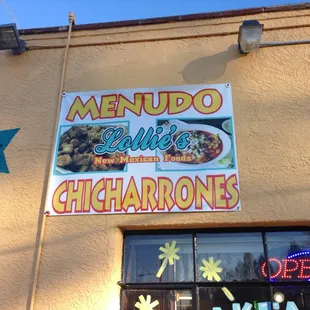 MENUDO
Lollie's
New Mexican Foods
CHICHARRONES
OPE